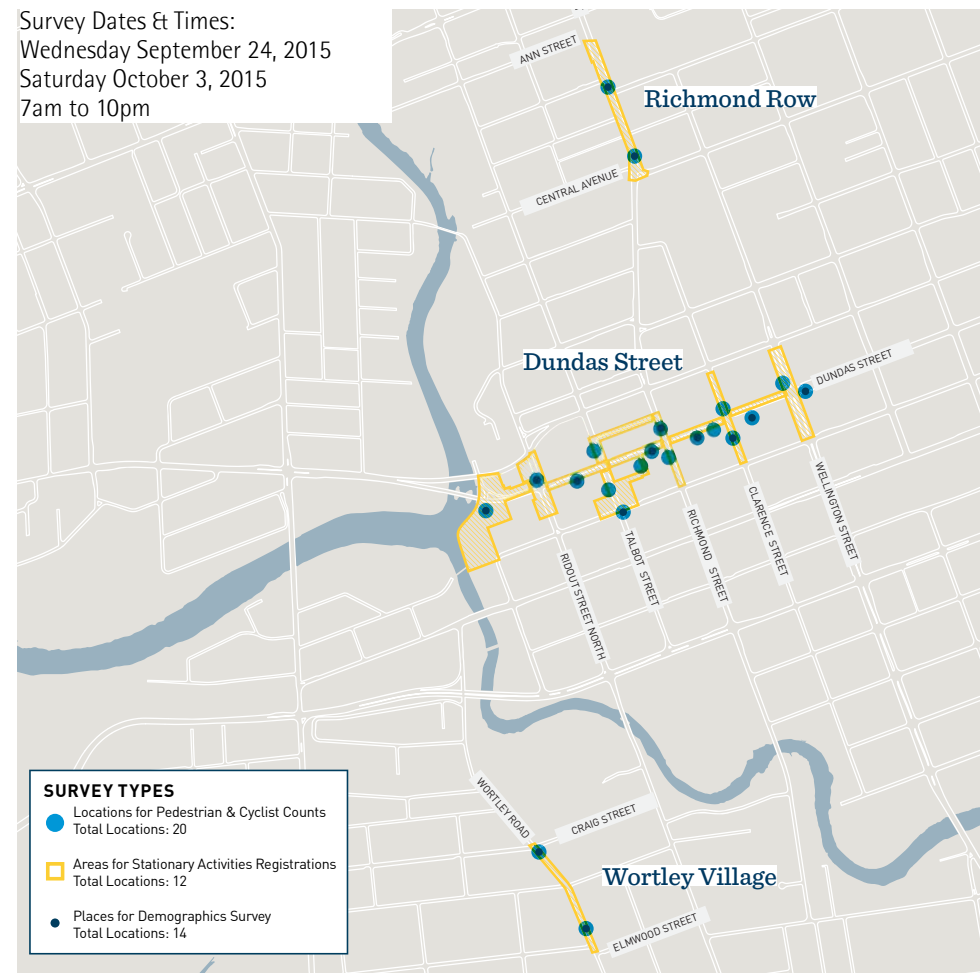 Survey Dates & Times:
Wednesday September 24, 2015
Saturday October 3, 2015
7am to 10pm
ANN STREET
Richmond Row
CENTRAL AVENUE
Dundas Street
DUNDAS STREET
WELLINGTON STREET
CLARENCE STREET
RICHMOND STREET
TALBOT STREET
RIDOUT STREET NORTH
WORTLEY ROAD
CRAIG STREET
Wortley Village
ELMWOOD STREET
SURVEY TYPES
Locations for Pedestrian & Cyclist Counts
Total Locations: 20
Areas for Stationary Activities Registrations
Total Locations: 12
Places for Demographics Survey
Total Locations: 14